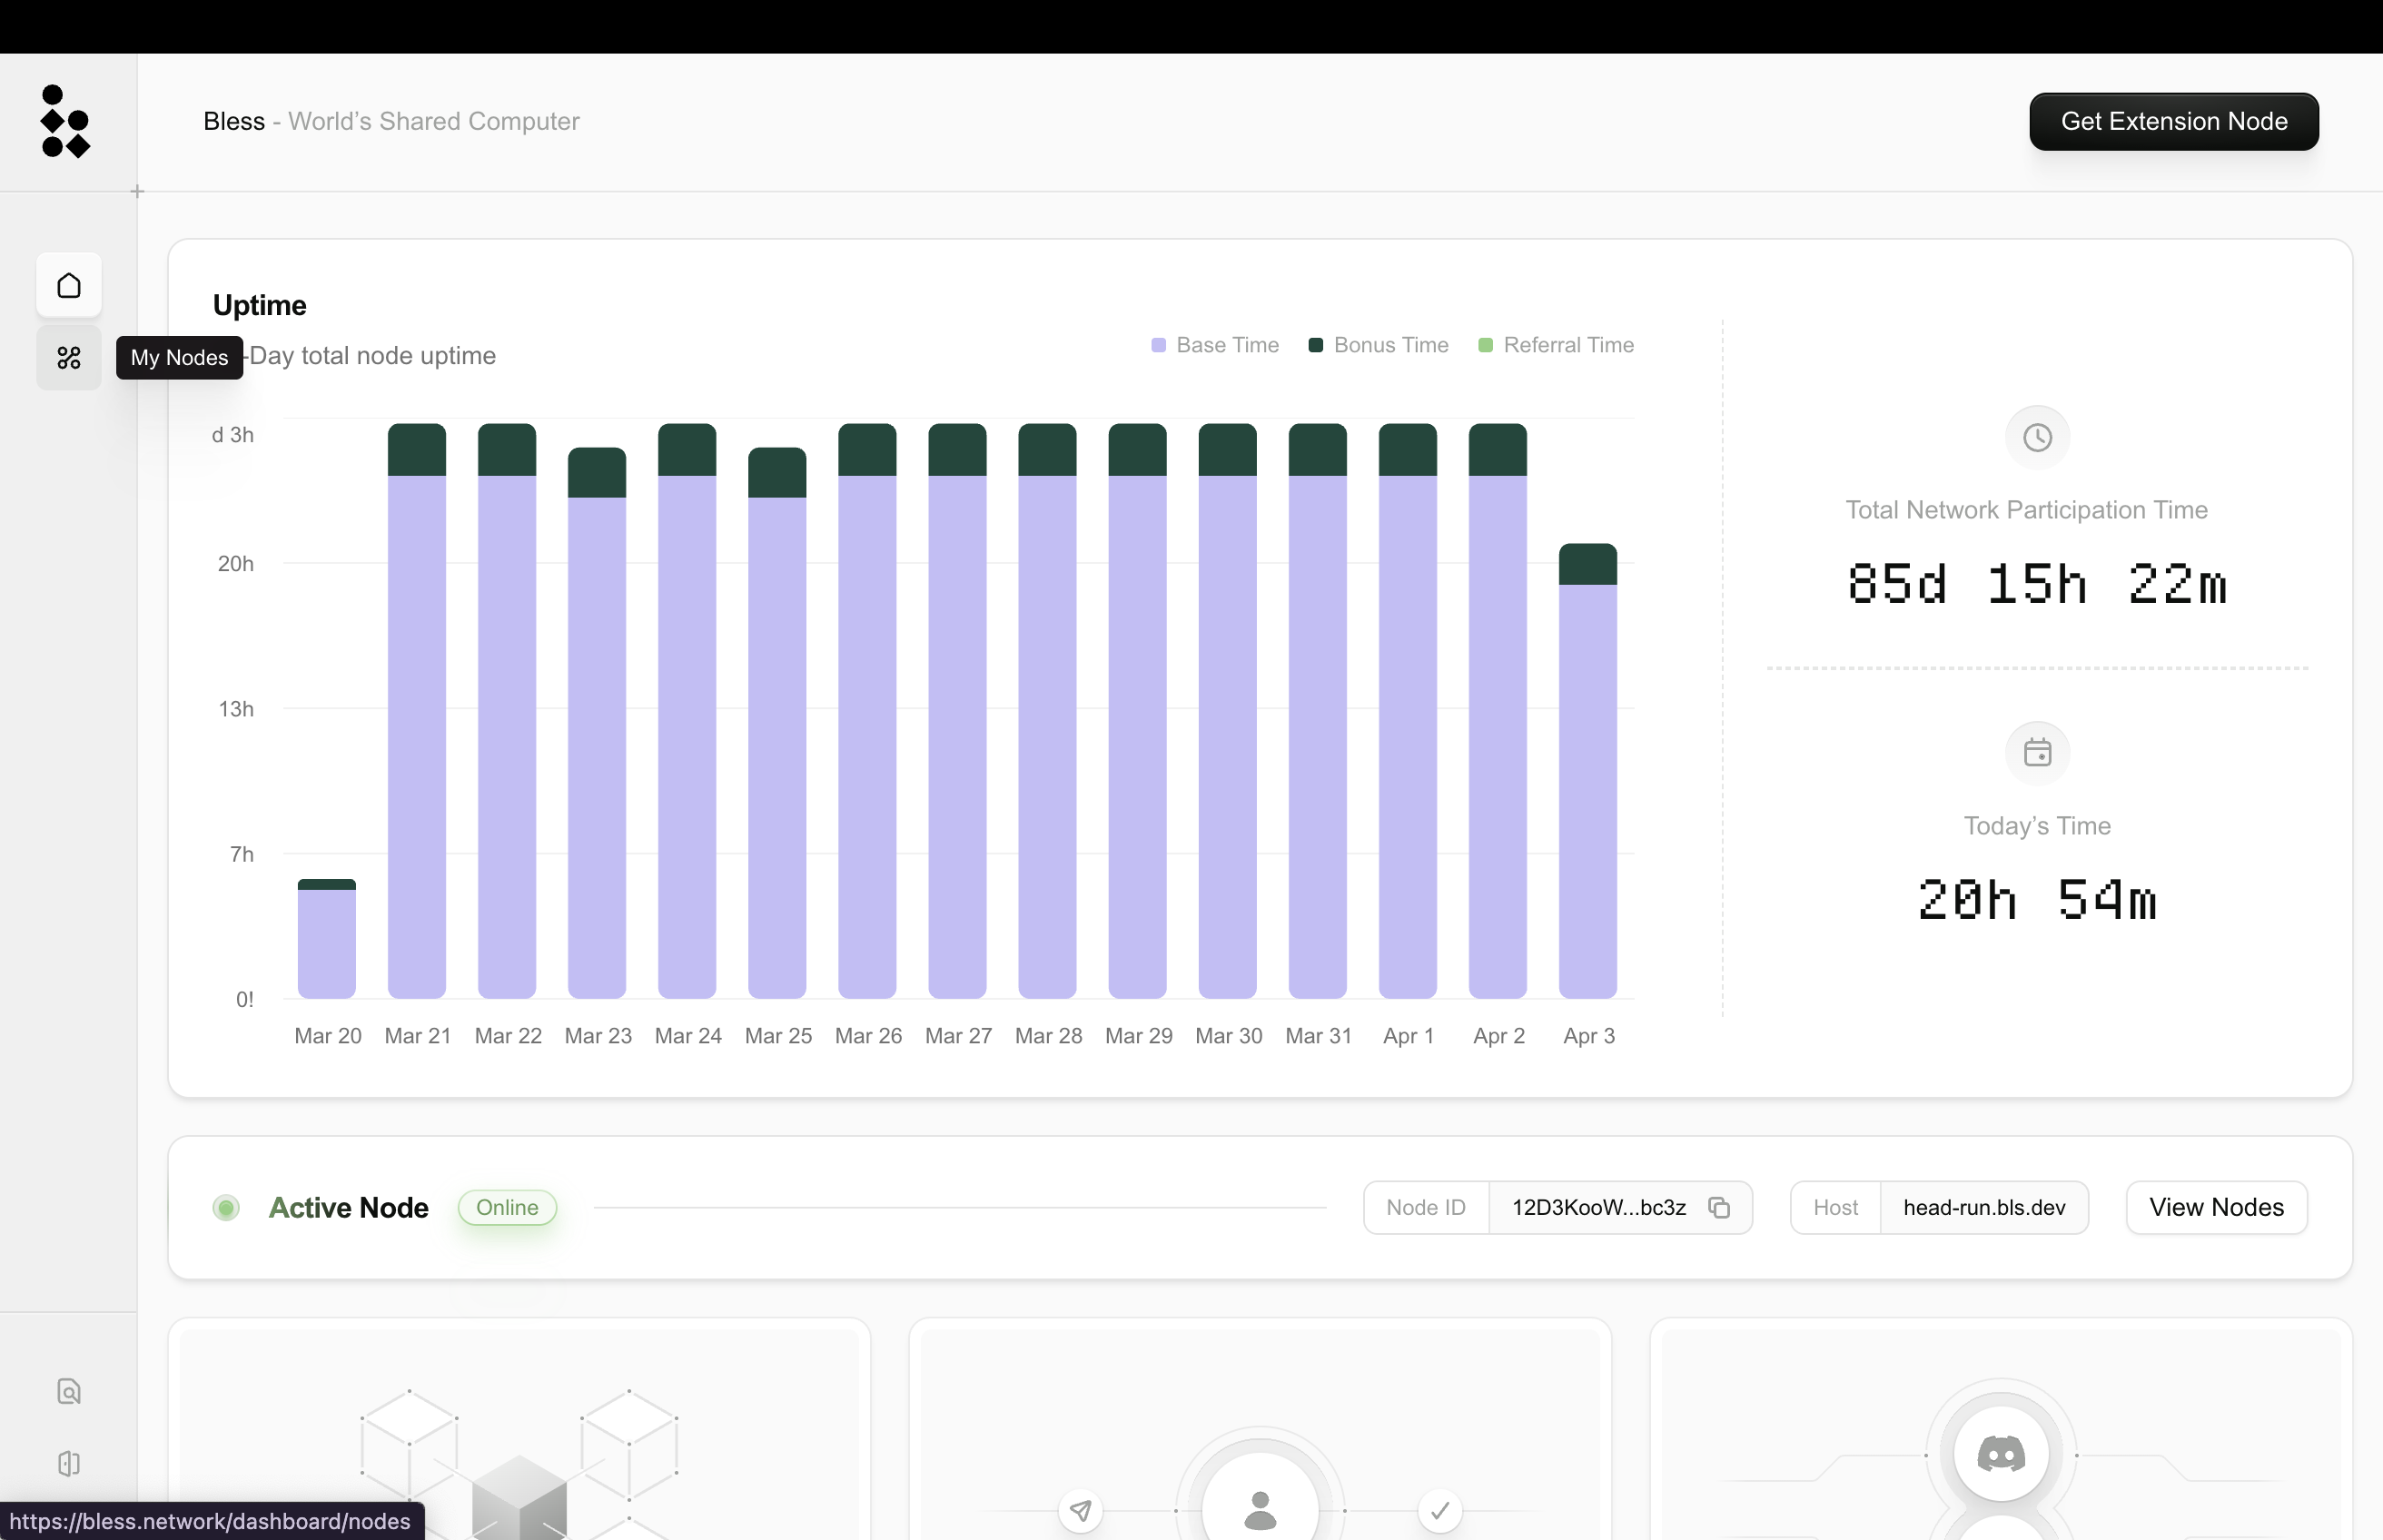 Bless - World's Shared Computer
Get Extension Node
Uptime
My Nodes
-Day total node uptime
Base Time
Bonus Time
Referral Time
d 3h
20h
13h
7h
0!
Mar 20
Mar 21
Mar 22
Mar 23
Mar 24
Mar 25
Mar 26
Mar 27
Mar 28
Mar 29
Mar 30
Mar 31
Apr 1
Apr 2
Apr 3
Total Network Participation Time
85d 15h 22m
Today's Time
20h 54m
Active Node
Online
Node ID
12D3KooW...bc3z
Host
head-run.bls.dev
View Nodes
https://bless.network/dashboard/nodes